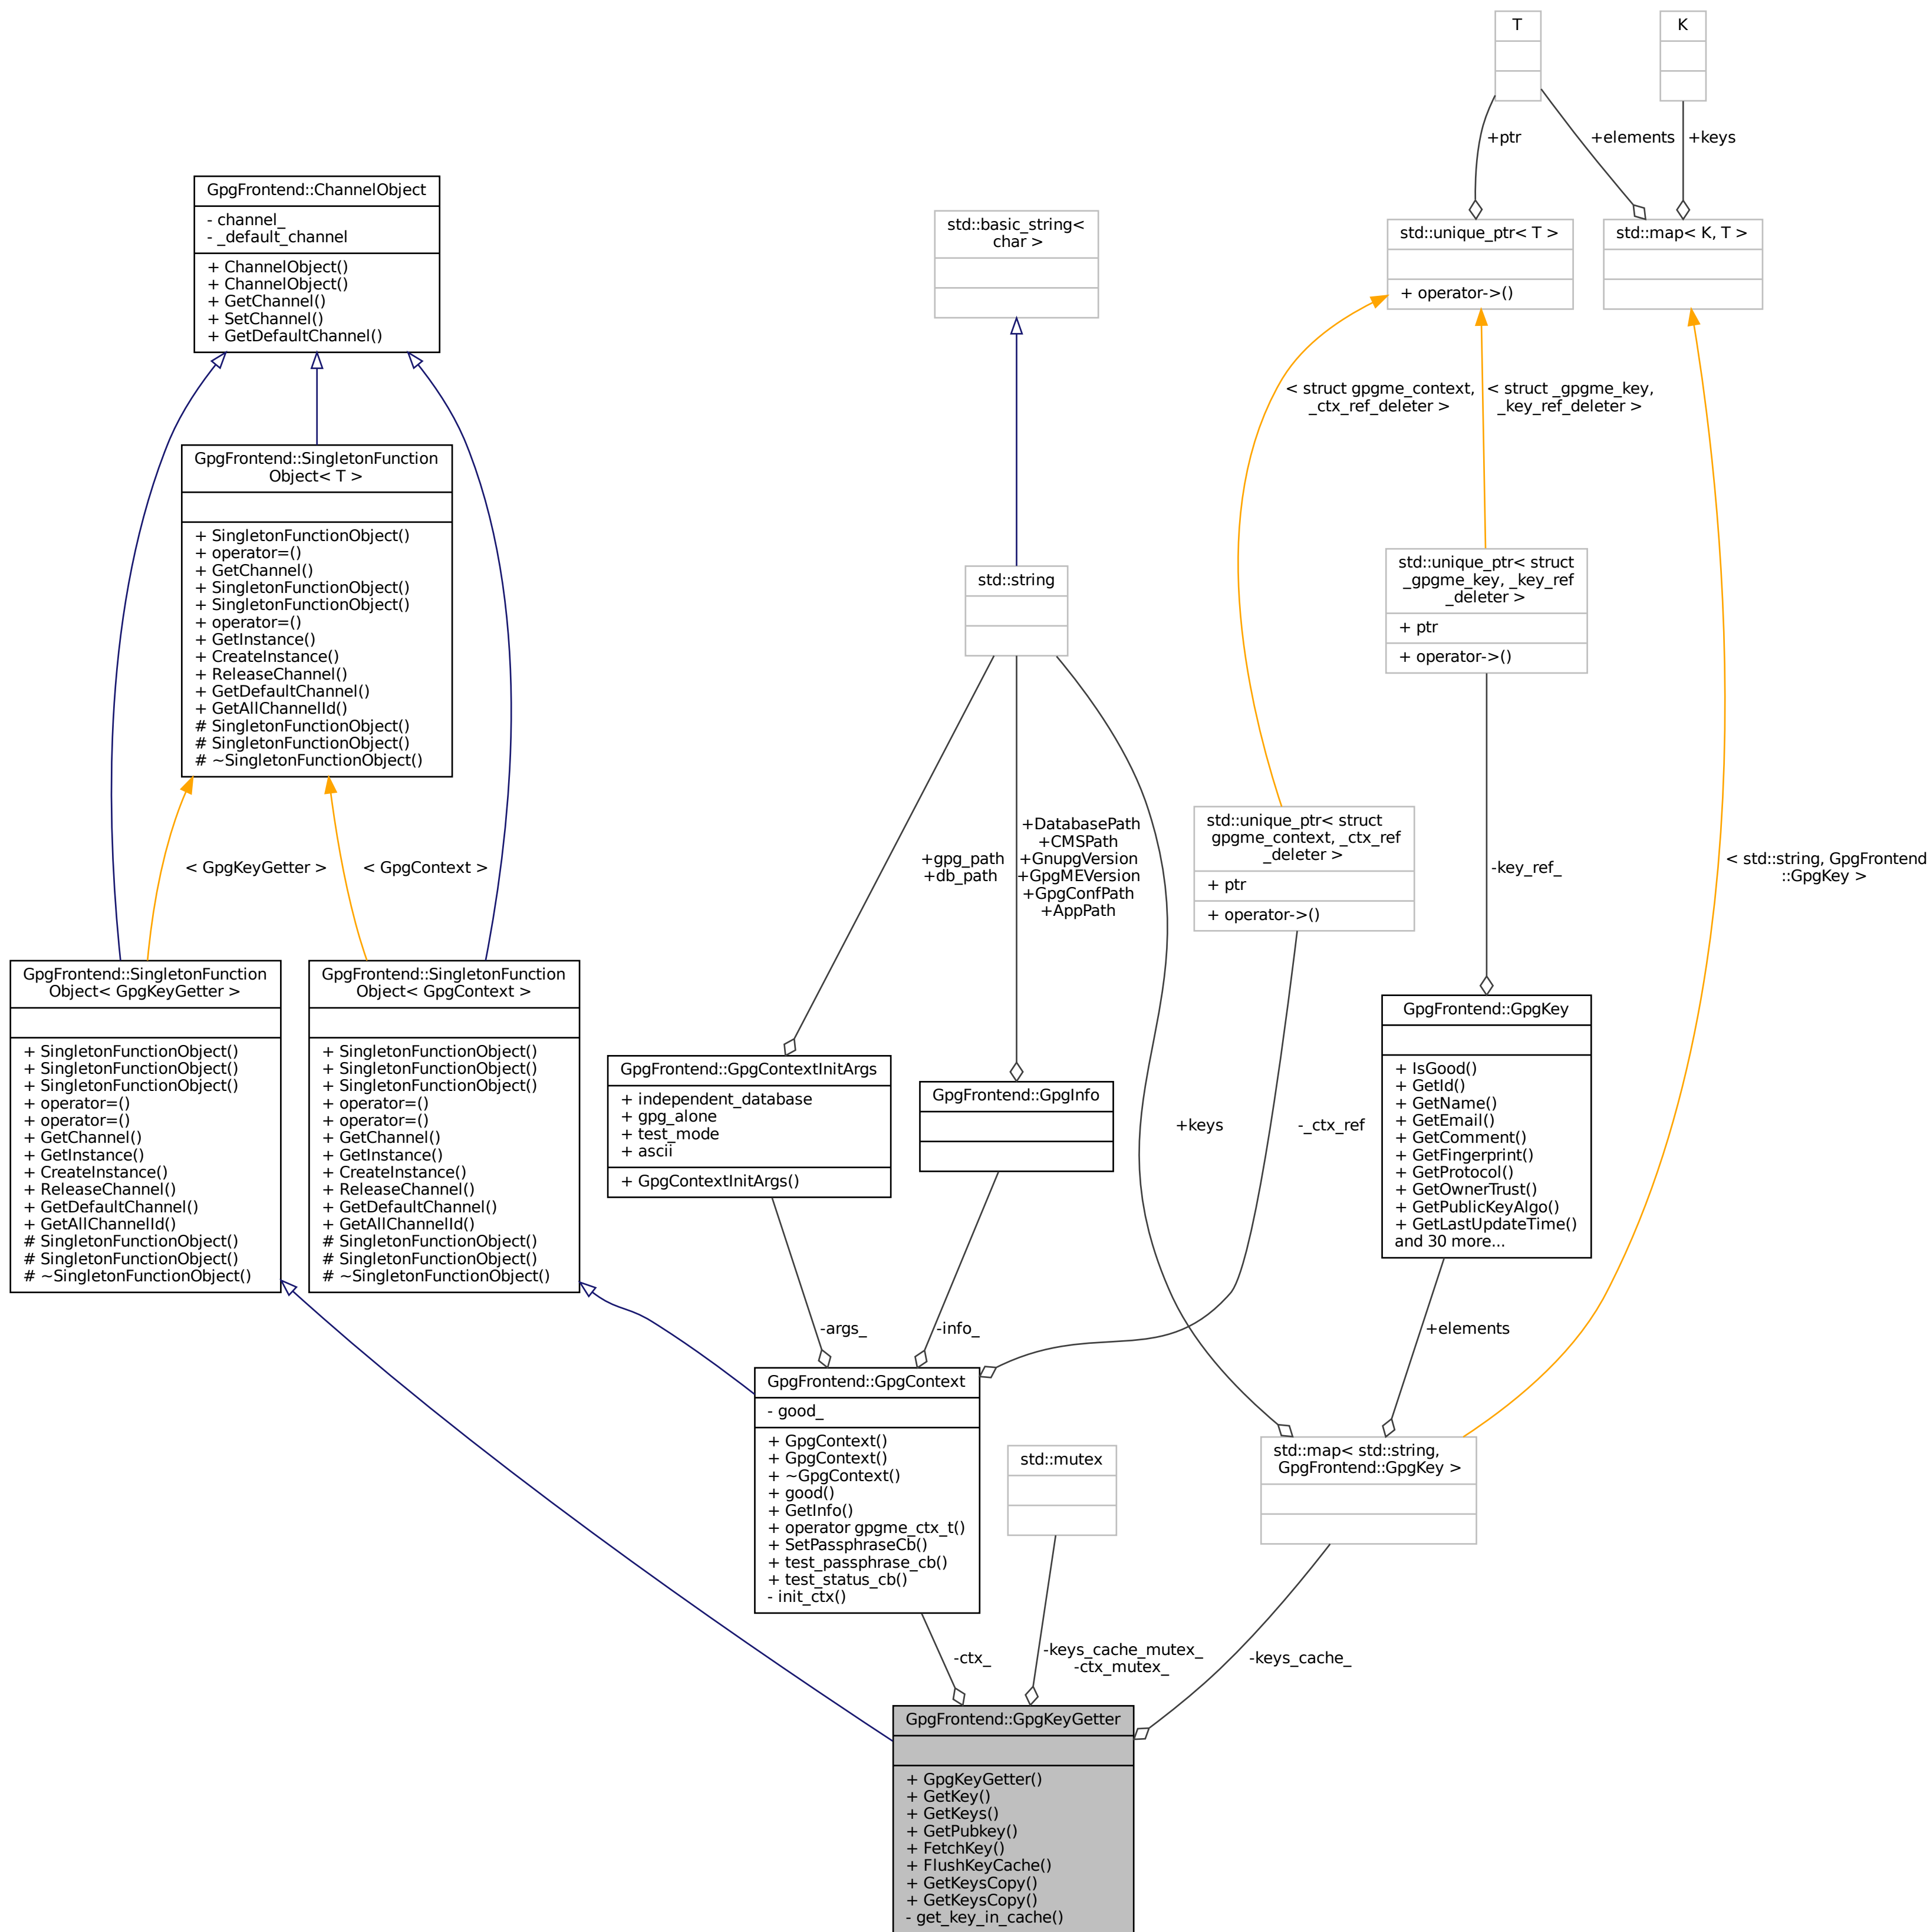 T
K
+ptr
+elements
+keys
GpgFrontend::ChannelObject
- channel_
- _default_channel
+ ChannelObject()
+ ChannelObject()
+ GetChannel()
+ SetChannel()
+ GetDefaultChannel()
std::basic_string<
char >
std::unique_ptr< T >
+ operator->()
std::map< K, T >
< struct gpgme_context,
_ctx_ref_deleter >
< struct _gpgme_key,
_key_ref_deleter >
GpgFrontend::SingletonFunction
Object< T >
+ SingletonFunctionObject()
+ operator=()
+ GetChannel()
+ SingletonFunctionObject()
+ SingletonFunctionObject()
+ operator=()
+ GetInstance()
+ CreateInstance()
+ ReleaseChannel()
+ GetDefaultChannel()
+ GetAllChannelId()
# SingletonFunctionObject()
# SingletonFunctionObject()
# ~SingletonFunctionObject()
std::string
std::unique_ptr< struct
_gpgme_key, _key_ref
_deleter >
+ ptr
+ operator->()
< GpgKeyGetter >
< GpgContext >
+gpg_path
+db_path
+DatabasePath
+CMSPath
+GnupgVersion
+GpgMEVersion
+GpgConfPath
+AppPath
std::unique_ptr< struct
gpgme_context, _ctx_ref
_deleter >
+ ptr
+ operator->()
-key_ref_
< std::string, GpgFrontend
::GpgKey >
GpgFrontend::SingletonFunction
Object< GpgKeyGetter >
+ SingletonFunctionObject()
+ SingletonFunctionObject()
+ SingletonFunctionObject()
+ operator=()
+ operator=()
+ GetChannel()
+ GetInstance()
+ CreateInstance()
+ ReleaseChannel()
+ GetDefaultChannel()
+ GetAllChannelId()
# SingletonFunctionObject()
# SingletonFunctionObject()
# ~SingletonFunctionObject()
GpgFrontend::SingletonFunction
Object< GpgContext >
+ SingletonFunctionObject()
+ SingletonFunctionObject()
+ SingletonFunctionObject()
+ operator=()
+ operator=()
+ GetChannel()
+ GetInstance()
+ CreateInstance()
+ ReleaseChannel()
+ GetDefaultChannel()
+ GetAllChannelId()
# SingletonFunctionObject()
# SingletonFunctionObject()
# ~SingletonFunctionObject()
GpgFrontend::GpgContextInitArgs
+ independent_database
+ gpg_alone
+ test_mode
+ ascii
+ GpgContextInitArgs()
GpgFrontend::GpgInfo
+keys
-_ctx_ref
GpgFrontend::GpgKey
+ IsGood()
+ GetId()
+ GetName()
+ GetEmail()
+ GetComment()
+ GetFingerprint()
+ GetProtocol()
+ GetOwnerTrust()
+ GetPublicKeyAlgo()
+ GetLastUpdateTime()
and 30 more...
-args_
-info_
+elements
GpgFrontend::GpgContext
- good_
+ GpgContext()
+ GpgContext()
+ ~GpgContext()
+ good()
+ GetInfo()
+ operator gpgme_ctx_t()
+ SetPassphraseCb()
+ test_passphrase_cb()
+ test_status_cb()
- init_ctx()
std::mutex
std::map< std::string,
GpgFrontend::GpgKey >
-ctx_
-keys_cache_mutex_
-ctx_mutex_
-keys_cache_
GpgFrontend::GpgKeyGetter
+ GpgKeyGetter()
+ GetKey()
+ GetKeys()
+ GetPubkey()
+ FetchKey()
+ FlushKeyCache()
+ GetKeysCopy()
+ GetKeysCopy()
- get_key_in_cache()